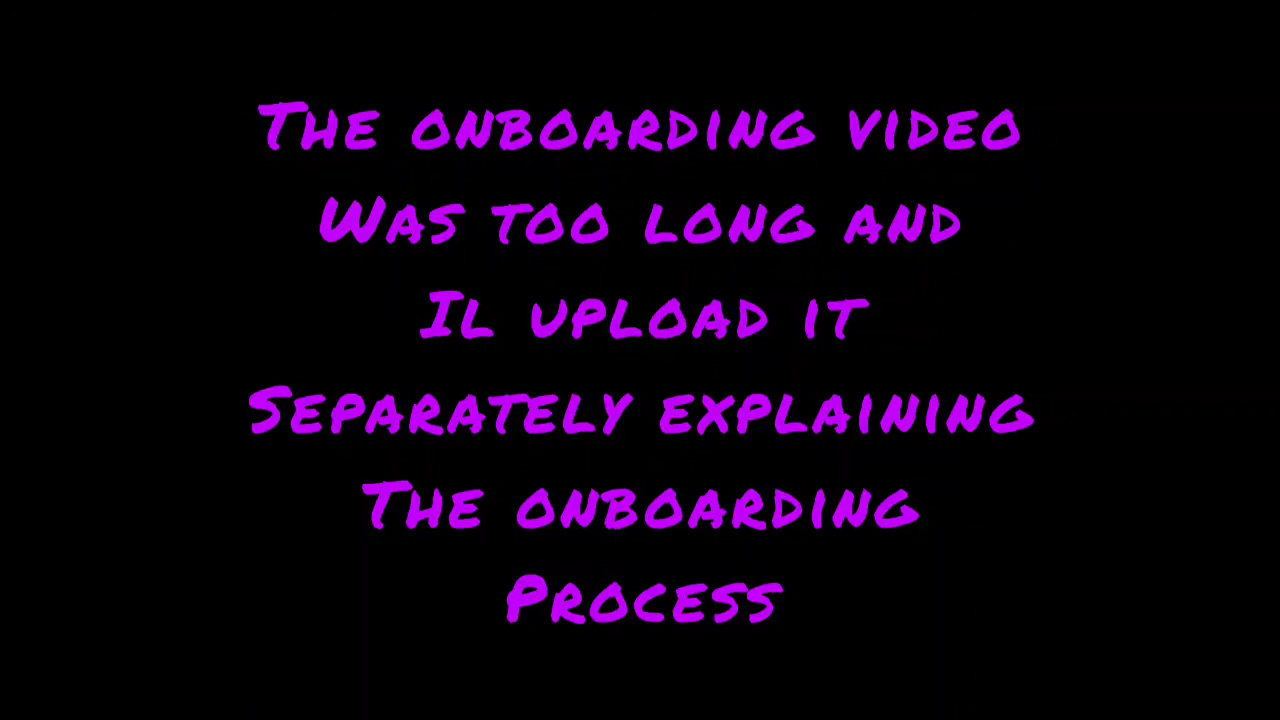 The onboarding video
Was too long and
Il upload it
Separately explaining
The onboarding
Process